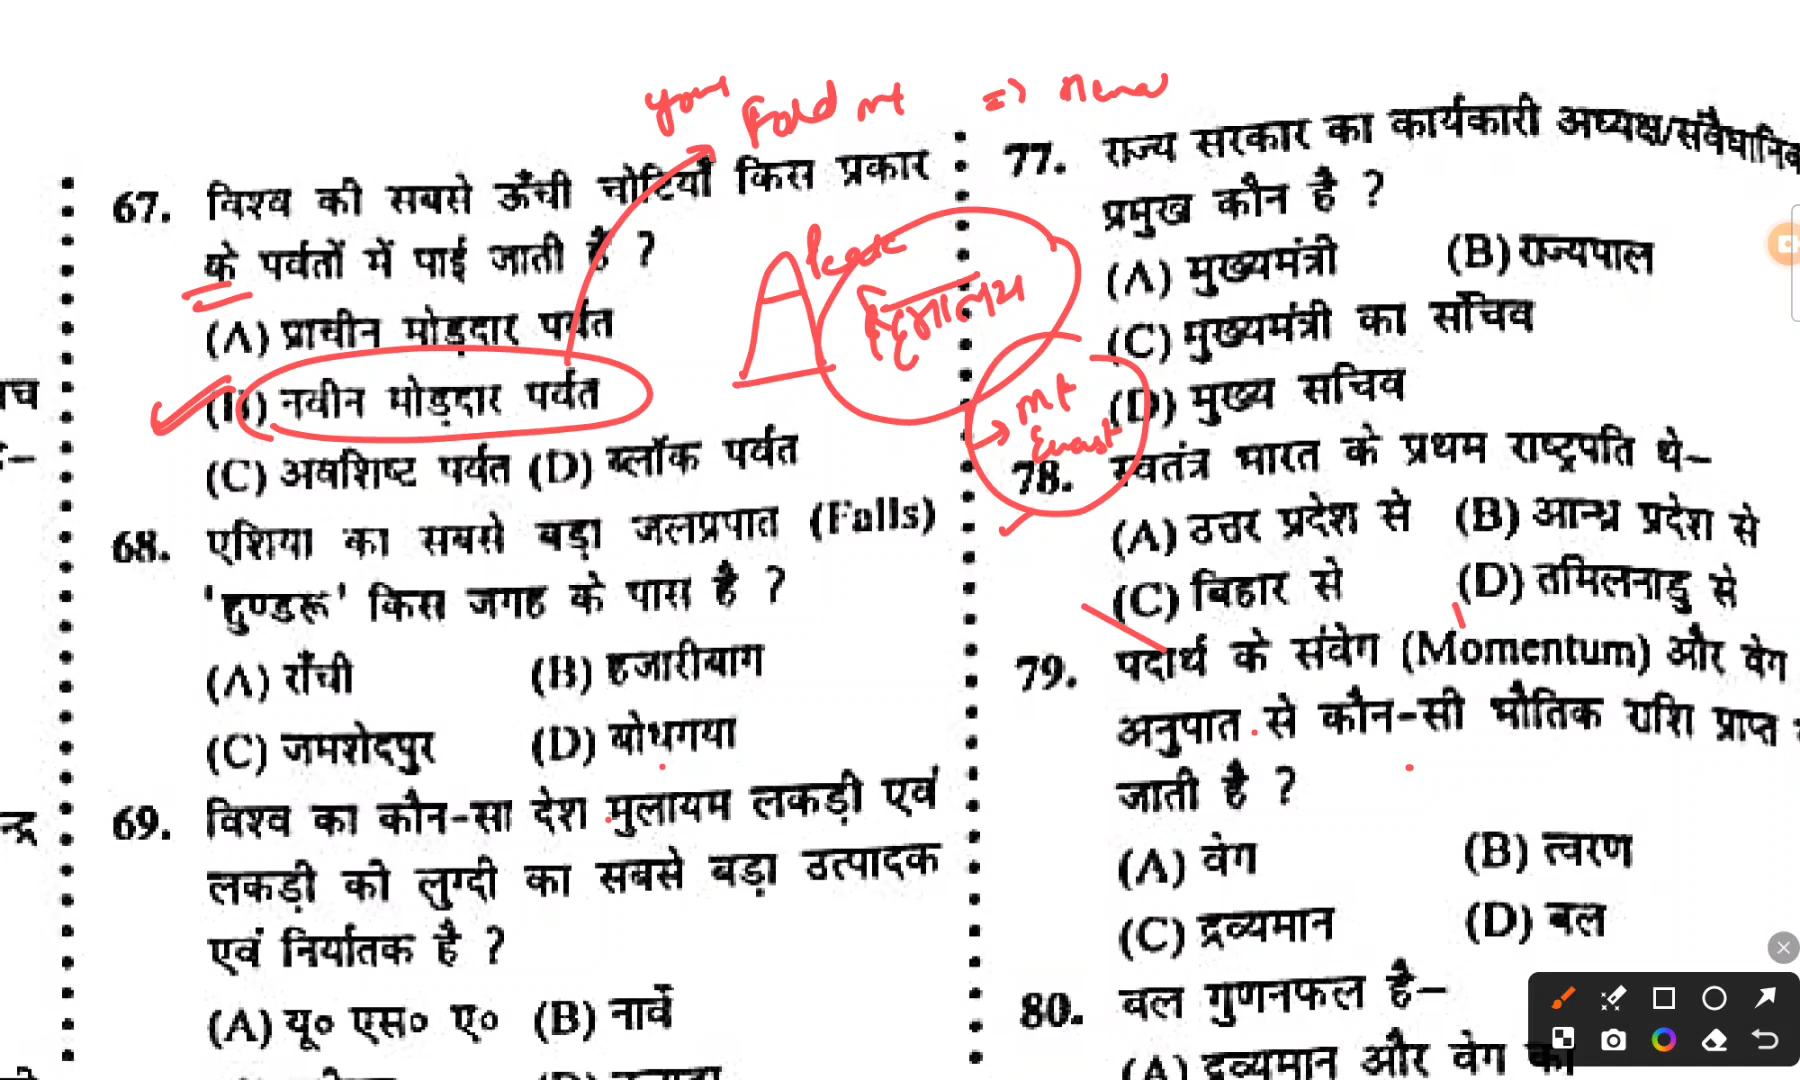 Fold mt =>
67. विश्व की सबसे ऊँची चोटियाँ किस प्रकार
के पर्वतों में पाई जाती है ?
(A) प्राचीन मोड़दार पर्वत
Peak
हिमालय
(B) नवीन मोड़दार पर्वत
(C) अवशिष्ट पर्वत (D) ब्लॉक पर्वत
68. एशिया का सबसे बड़ा जलप्रपात (Falls)
'हुण्डरू' किस जगह के पास है ?
(A) राँची (B) हजारीबाग
(C) जमशेदपुर (D) बोधगया
69. विश्व का कौन-सा देश मुलायम लकड़ी एवं
लकड़ी की लुग्दी का सबसे बड़ा उत्पादक
एवं निर्यातक है ?
(A) यू० एस० ए० (B) नार्वे
77. राज्य सरकार का कार्यकारी अध्यक्ष/संवैधानिक
प्रमुख कौन है ?
(A) मुख्यमंत्री (B) राज्यपाल
(C) मुख्यमंत्री का सचिव
(D) मुख्य सचिव
Mt
Everest
78. स्वतंत्र भारत के प्रथम राष्ट्रपति थे–
(A) उत्तर प्रदेश से (B) आन्ध्र प्रदेश से
(C) बिहार से (D) तमिलनाडु से
79. पदार्थ के संवेग (Momentum) और वेग
अनुपात से कौन-सी भौतिक राशि प्राप्त
जाती है ?
(A) वेग (B) त्वरण
(C) द्रव्यमान (D) बल
80. बल गुणनफल है–
(A) द्रव्यमान और वेग का